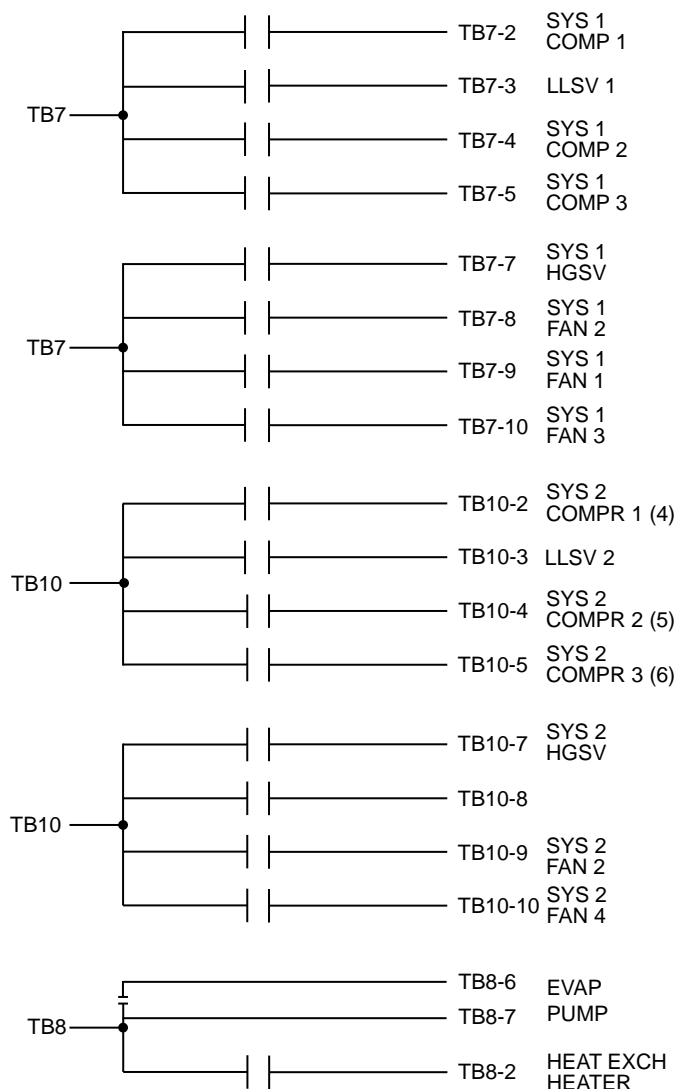 TB7-2 SYS 1
COMP 1
TB7-3 LLSV 1
TB7
TB7-4 SYS 1
COMP 2
TB7-5 SYS 1
COMP 3
TB7-7 SYS 1
HGSV
TB7-8 SYS 1
FAN 2
TB7
TB7-9 SYS 1
FAN 1
TB7-10 SYS 1
FAN 3
TB10-2 SYS 2
COMPR 1 (4)
TB10-3 LLSV 2
TB10
TB10-4 SYS 2
COMPR 2 (5)
TB10-5 SYS 2
COMPR 3 (6)
TB10-7 SYS 2
HGSV
TB10-8
TB10
TB10-9 SYS 2
FAN 2
TB10-10 SYS 2
FAN 4
TB8-6 EVAP
TB8-7 PUMP
TB8
TB8-2 HEAT EXCH
HEATER